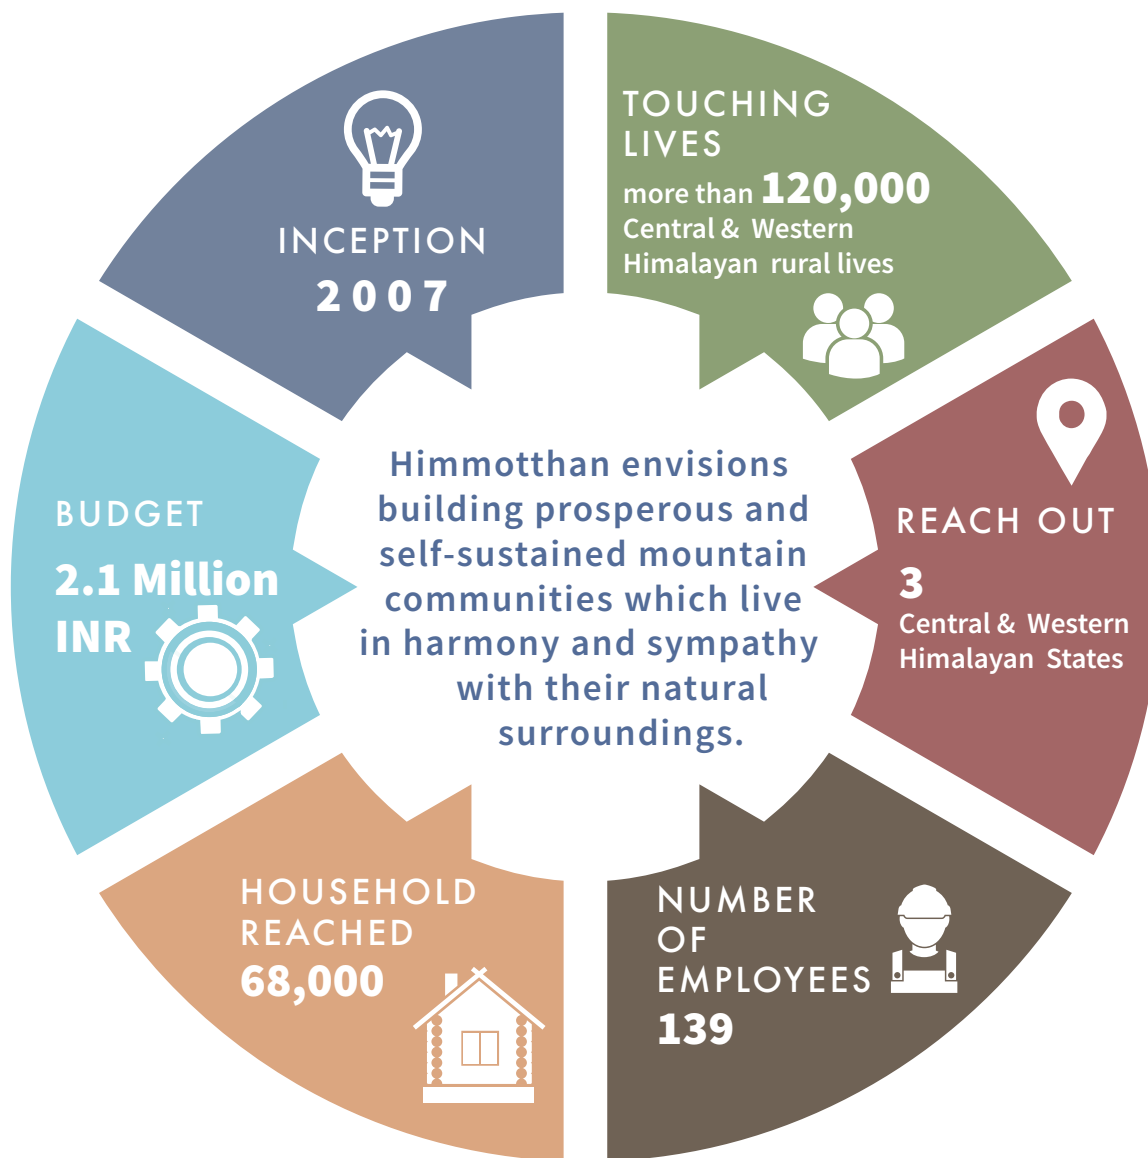 INCEPTION
2007
TOUCHING
LIVES
more than 120,000
Central & Western
Himalayan rural lives
REACH OUT
3
Central & Western
Himalayan States
NUMBER
OF
EMPLOYEES
139
HOUSEHOLD
REACHED
68,000
BUDGET
2.1 Million
INR
Himmotthan envisions
building prosperous and
self-sustained mountain
communities which live
in harmony and sympathy
with their natural
surroundings.